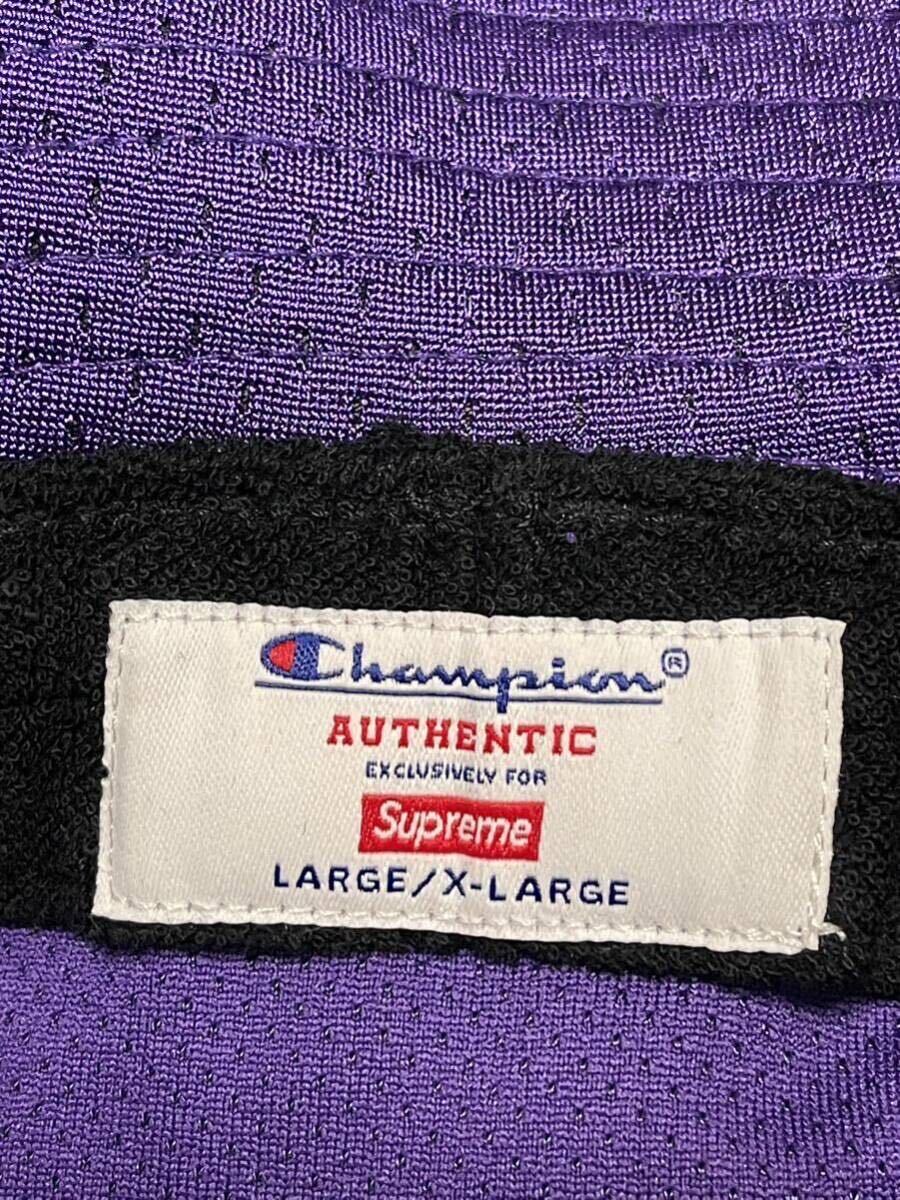 Champion®
AUTHENTIC
EXCLUSIVELY FOR
Supreme
LARGE/X-LARGE